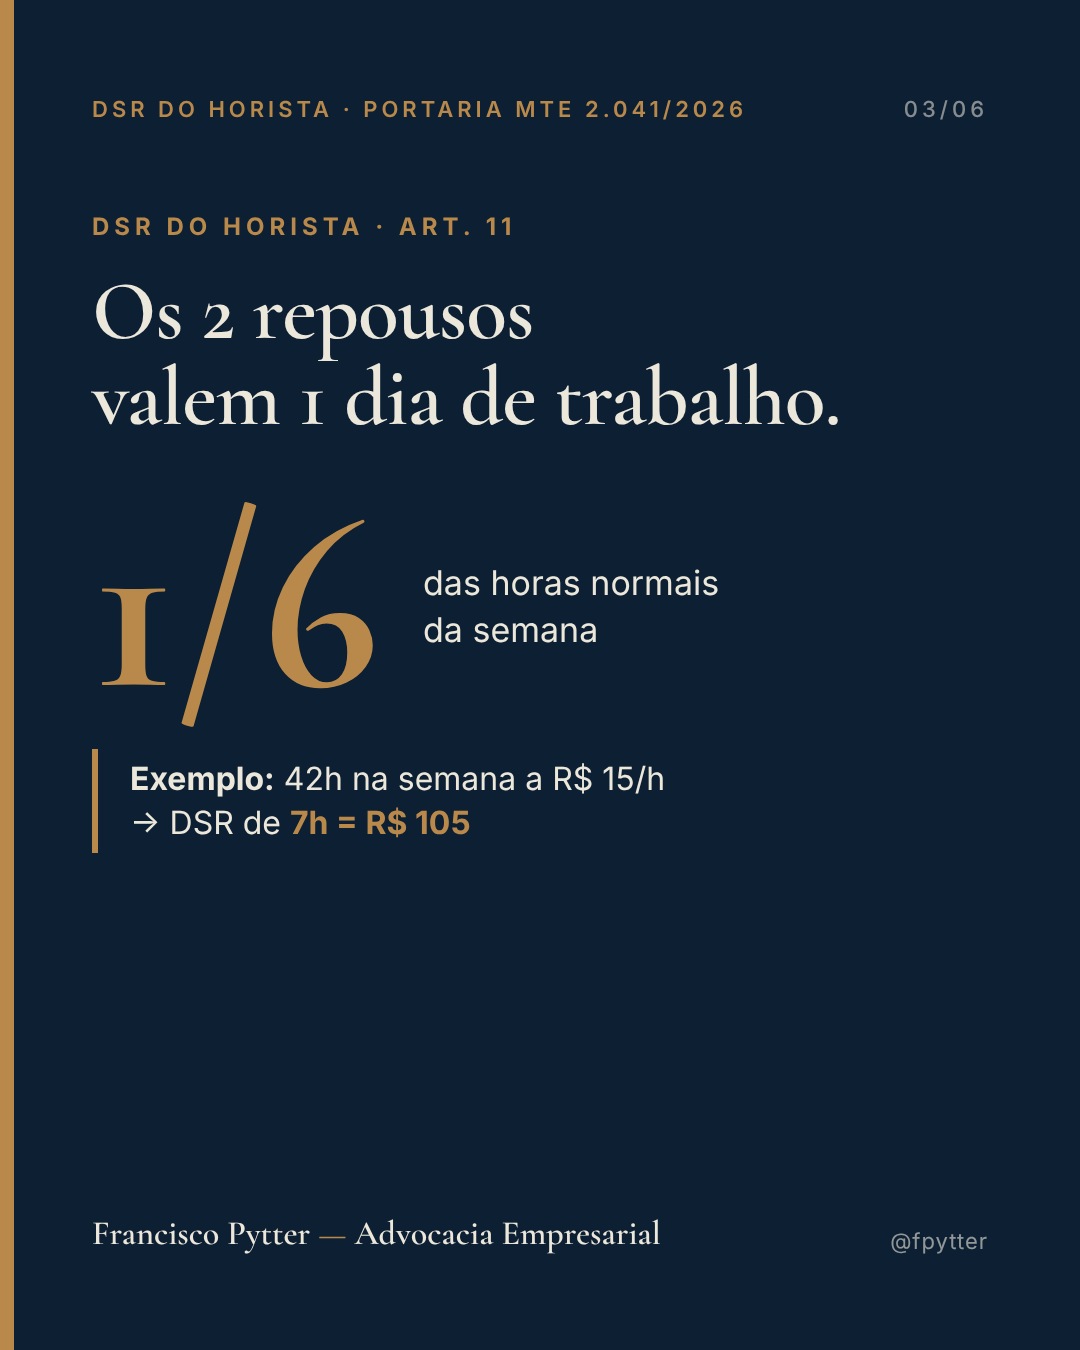 DSR DO HORISTA · PORTARIA MTE 2.041/2026
03/06
DSR DO HORISTA · ART. 11
Os 2 repousos
valem 1 dia de trabalho.
1/6
das horas normais
da semana
Exemplo: 42h na semana a R$ 15/h
→ DSR de 7h = R$ 105
Francisco Pytter — Advocacia Empresarial
@fpytter